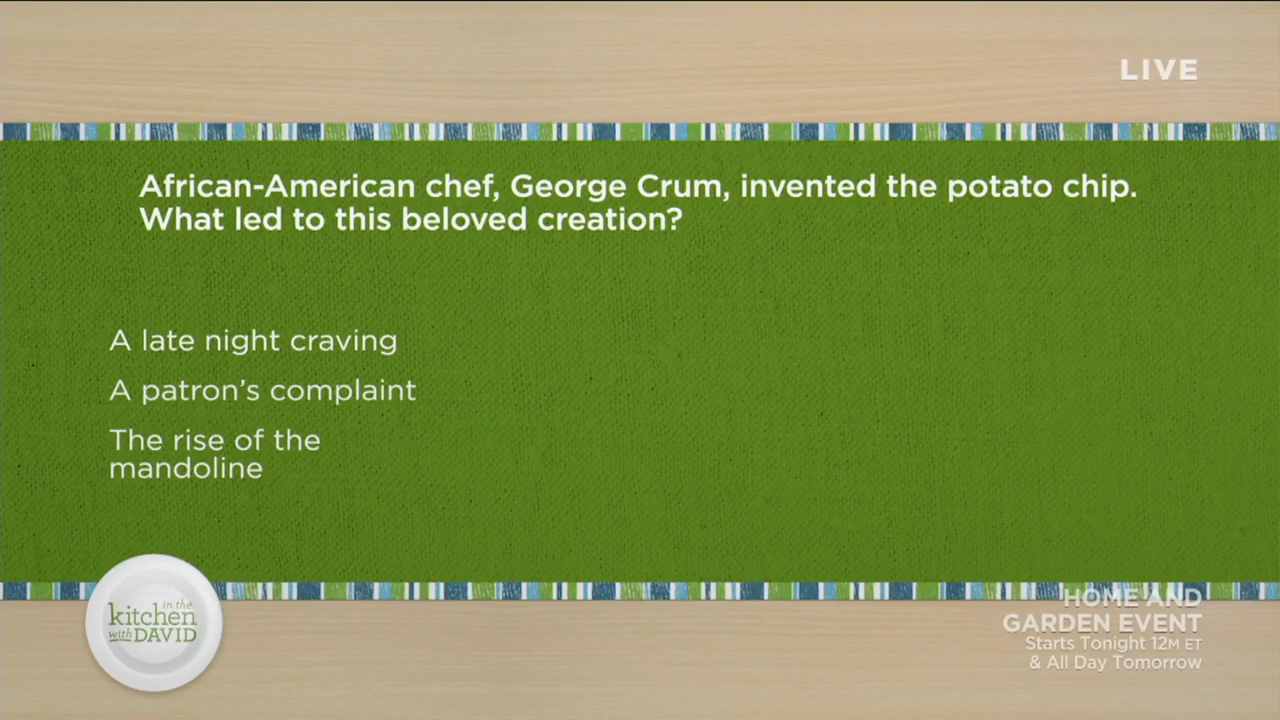 LIVE
African-American chef, George Crum, invented the potato chip.
What led to this beloved creation?
A late night craving
A patron's complaint
The rise of the
mandoline
in the
kitchen
with DAVID
HOME AND
GARDEN EVENT
Starts Tonight 12M ET
& All Day Tomorrow